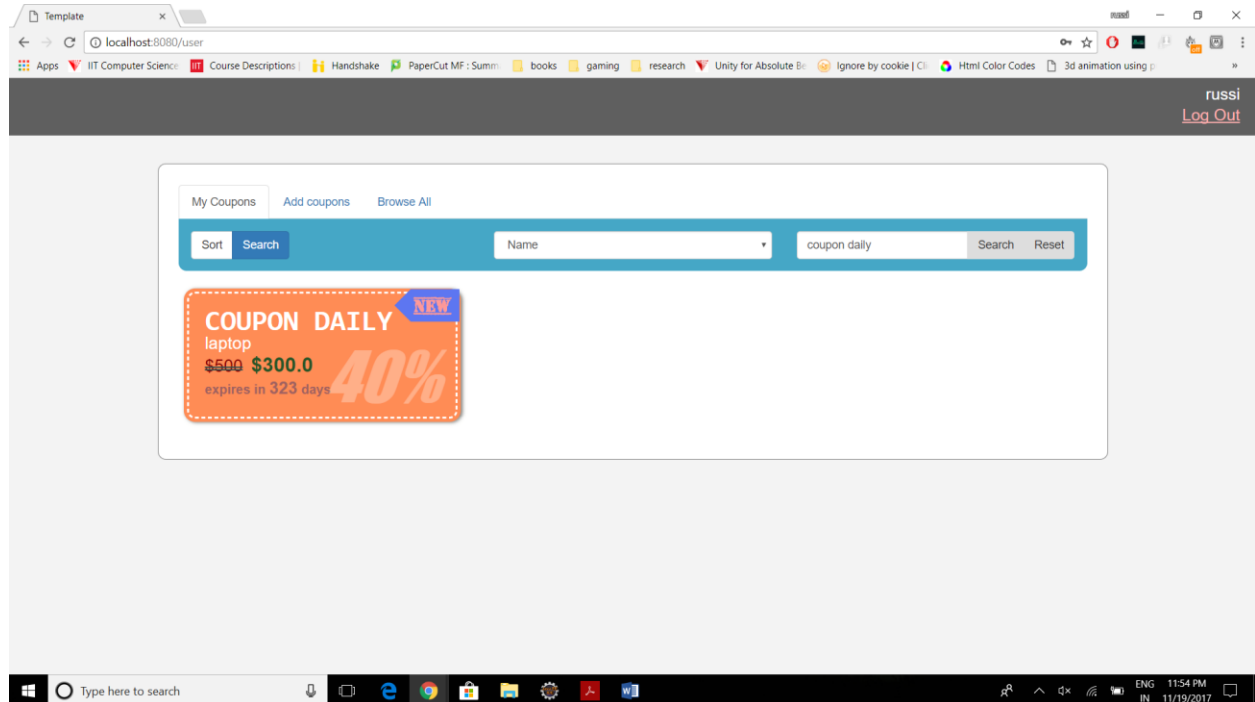 Template
russi
localhost:8080/user
Apps IIT Computer Science Course Descriptions | Handshake PaperCut MF : Summ books gaming research Unity for Absolute Be Ignore by cookie | Cli Html Color Codes 3d animation using p
russi
Log Out
My Coupons Add coupons Browse All
Sort Search Name coupon daily Search Reset
NEW
COUPON DAILY
laptop
$500 $300.0
40%
expires in 323 days
Type here to search
ENG 11:54 PM
IN 11/19/2017